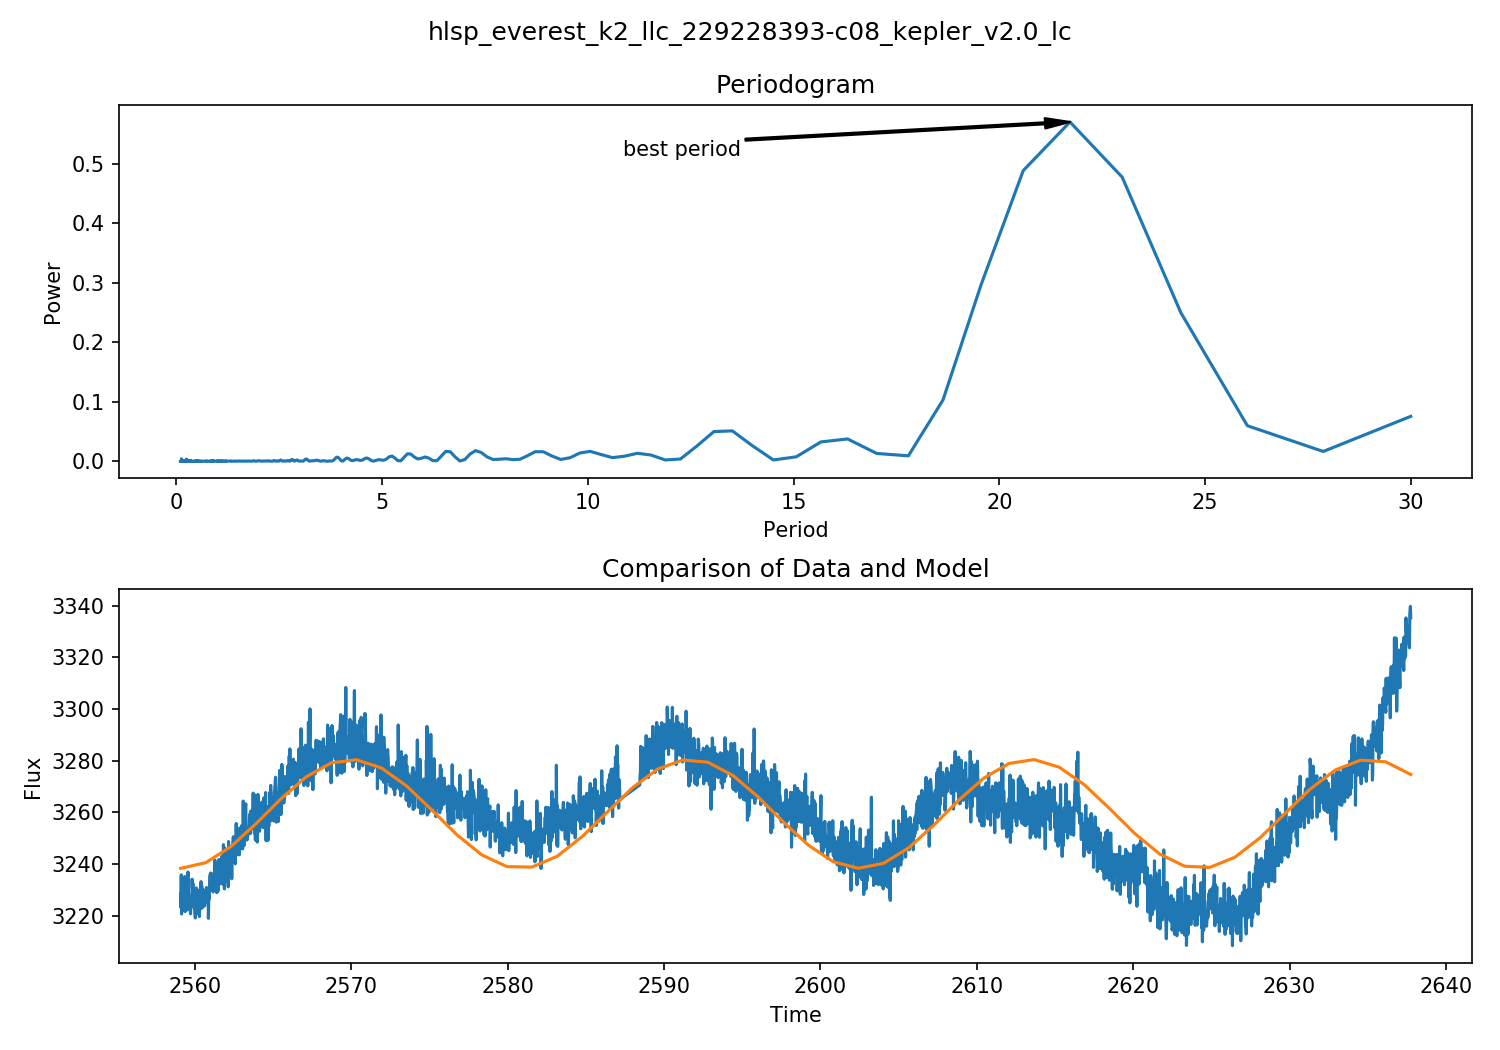 hlsp_everest_k2_llc_229228393-c08_kepler_v2.0_lc
Periodogram
best period
Power
0.5
0.4
0.3
0.2
0.1
0.0
0 5 10 15 20 25 30
Period
Comparison of Data and Model
Flux
3340
3320
3300
3280
3260
3240
3220
2560 2570 2580 2590 2600 2610 2620 2630 2640
Time